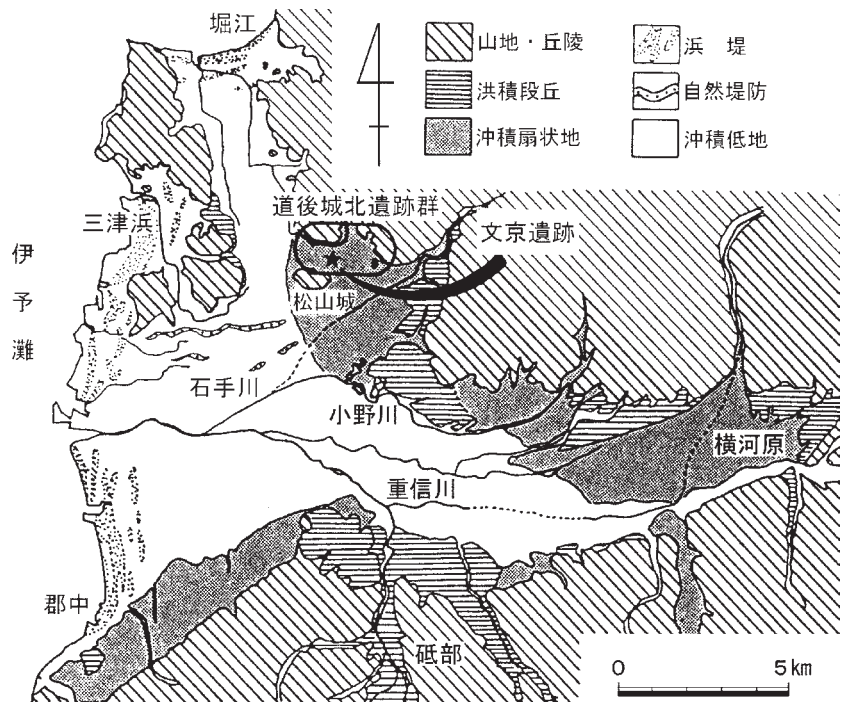 堀江
山地・丘陵
浜 堤
洪積段丘
自然堤防
沖積扇状地
沖積低地
道後城北遺跡群
三津浜
文京遺跡
伊予灘
松山城
石手川
小野川
横河原
重信川
郡中
砥部
0 5km